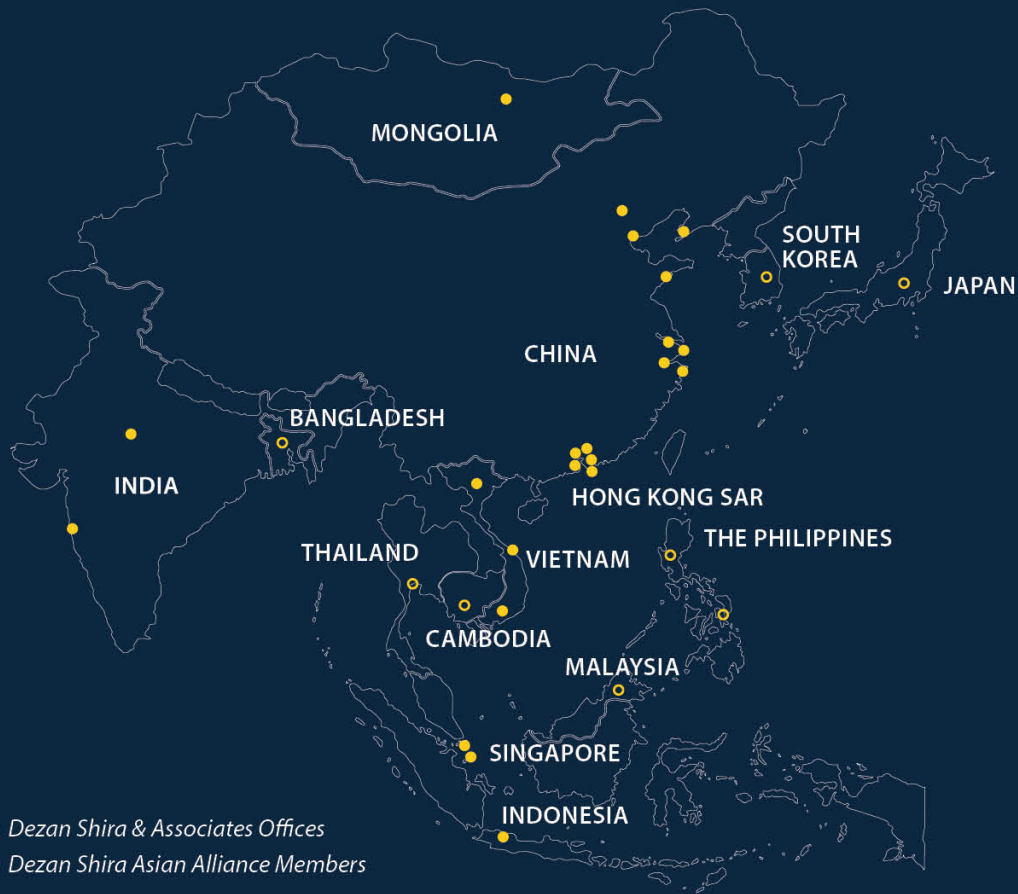 MONGOLIA
SOUTH
KOREA
JAPAN
CHINA
BANGLADESH
INDIA
HONG KONG SAR
THE PHILIPPINES
THAILAND
VIETNAM
CAMBODIA
MALAYSIA
SINGAPORE
INDONESIA
Dezan Shira & Associates Offices
Dezan Shira Asian Alliance Members